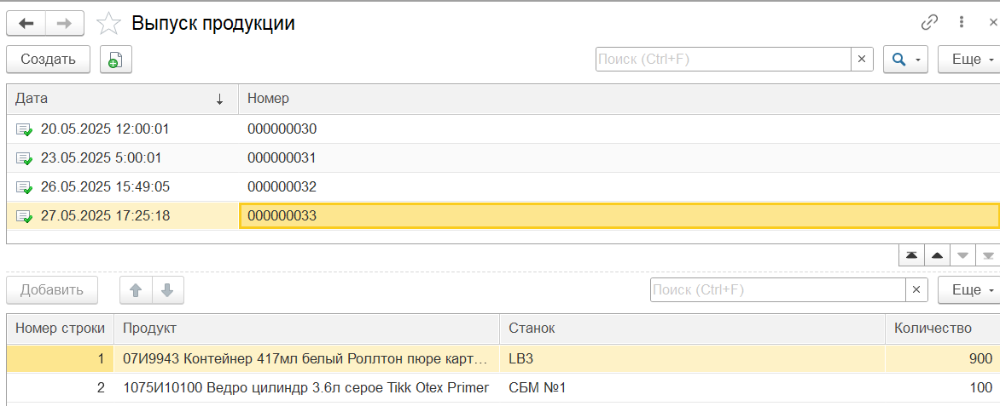 Выпуск продукции
Создать Поиск (Ctrl+F) × Еще
Дата ↓ Номер
20.05.2025 12:00:01 000000030
23.05.2025 5:00:01 000000031
26.05.2025 15:49:05 000000032
27.05.2025 17:25:18 000000033
Добавить Поиск (Ctrl+F) × Еще
Номер строки Продукт Станок Количество
1 07И9943 Контейнер 417мл белый Роллтон пюре карт... LB3 900
2 1075И10100 Ведро цилиндр 3.6л серое Tikk Otex Primer СБМ №1 100